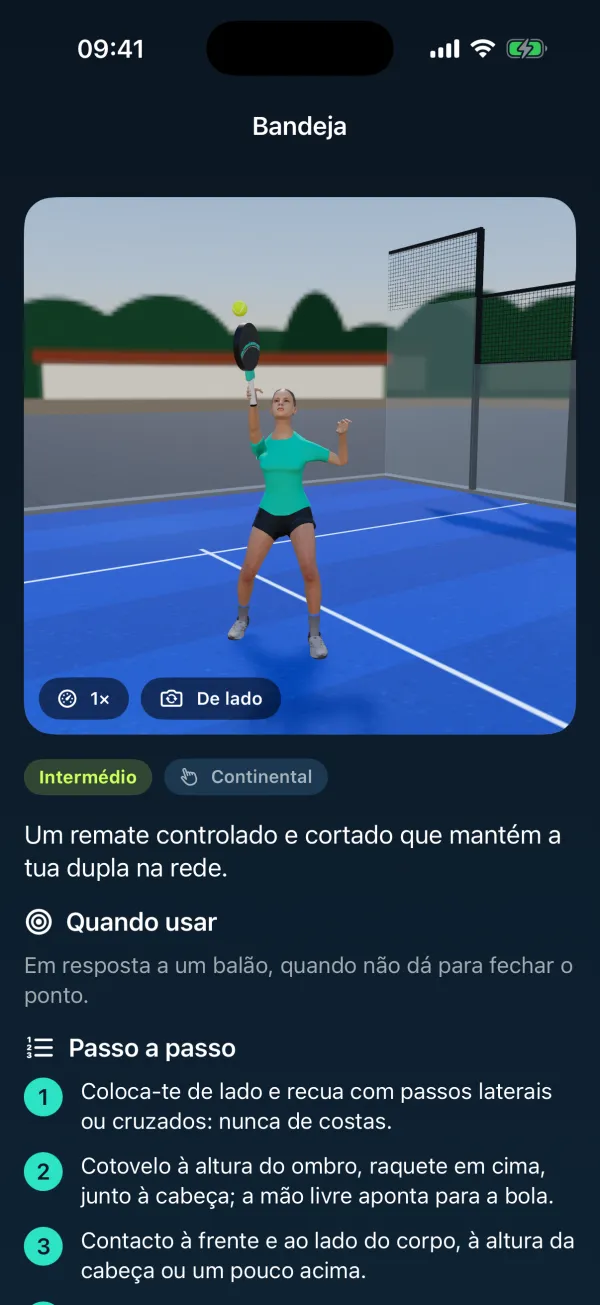 09:41
Bandeja
1×
De lado
Intermédio
Continental
Um remate controlado e cortado que mantém a
tua dupla na rede.
Quando usar
Em resposta a um balão, quando não dá para fechar o
ponto.
Passo a passo
1
Coloca-te de lado e recua com passos laterais
ou cruzados: nunca de costas.
2
Cotovelo à altura do ombro, raquete em cima,
junto à cabeça; a mão livre aponta para a bola.
3
Contacto à frente e ao lado do corpo, à altura da
cabeça ou um pouco acima.